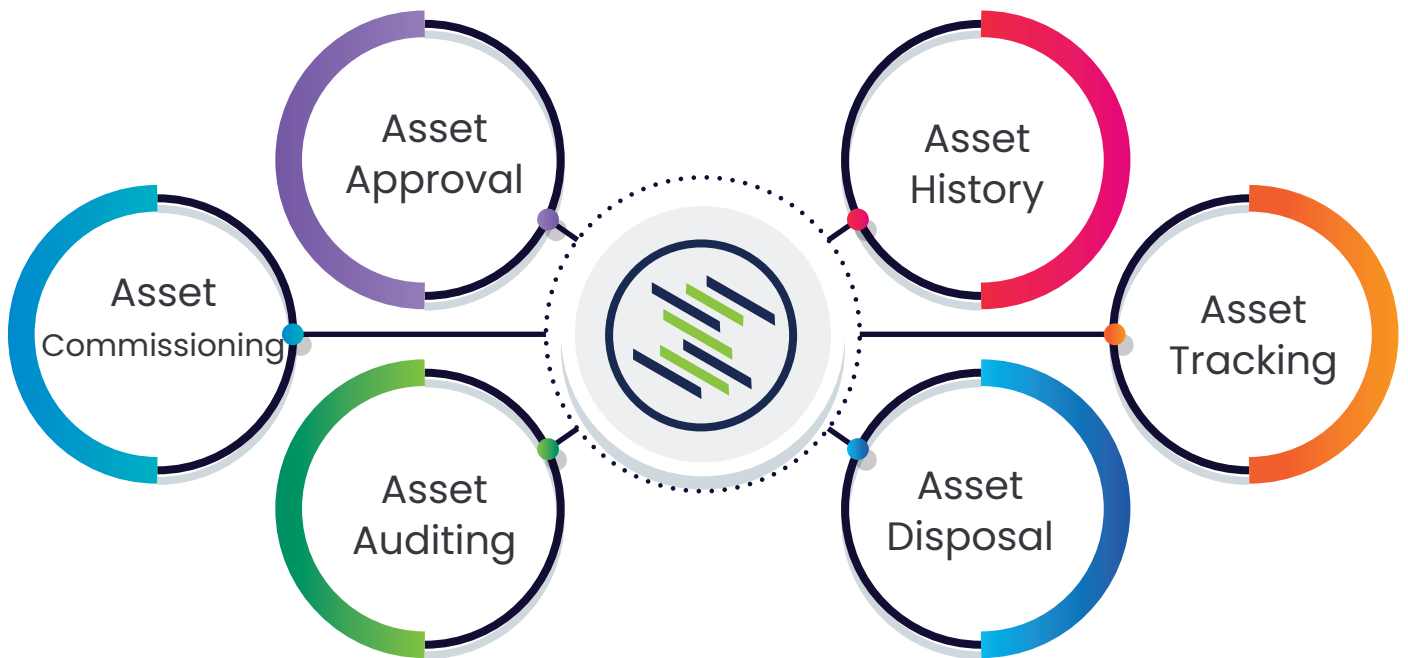 Asset
Approval
Asset
History
Asset
Commissioning
Asset
Tracking
Asset
Auditing
Asset
Disposal